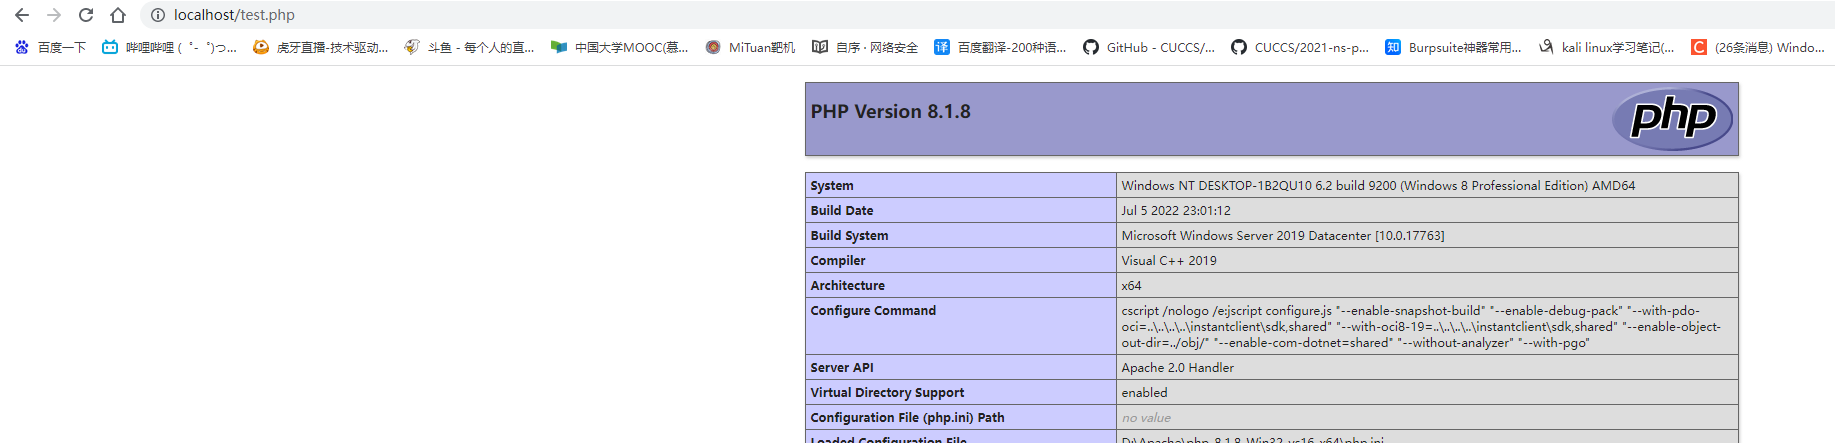 localhost/test.php
百度一下 哔哩哔哩 ( ゜- ゜)つ... 虎牙直播-技术驱动... 斗鱼 - 每个人的直... 中国大学MOOC(慕... MiTuan靶机 自序 · 网络安全 百度翻译-200种语... GitHub - CUCCS/... CUCCS/2021-ns-p... Burpsuite神器常用... kali linux学习笔记(... (26条消息) Windo...
PHP Version 8.1.8
php
System Windows NT DESKTOP-1B2QU10 6.2 build 9200 (Windows 8 Professional Edition) AMD64
Build Date Jul 5 2022 23:01:12
Build System Microsoft Windows Server 2019 Datacenter [10.0.17763]
Compiler Visual C++ 2019
Architecture x64
Configure Command cscript /nologo /e:jscript configure.js "--enable-snapshot-build" "--enable-debug-pack" "--with-pdo-
oci=..\..\..\..\instantclient\sdk,shared" "--with-oci8-19=..\..\..\..\instantclient\sdk,shared" "--enable-object-
out-dir=../obj/" "--enable-com-dotnet=shared" "--without-analyzer" "--with-pgo"
Server API Apache 2.0 Handler
Virtual Directory Support enabled
Configuration File (php.ini) Path no value
Loaded Configuration File D:\Apache\php-8.1.8-Win32-vs16-x64\php.ini